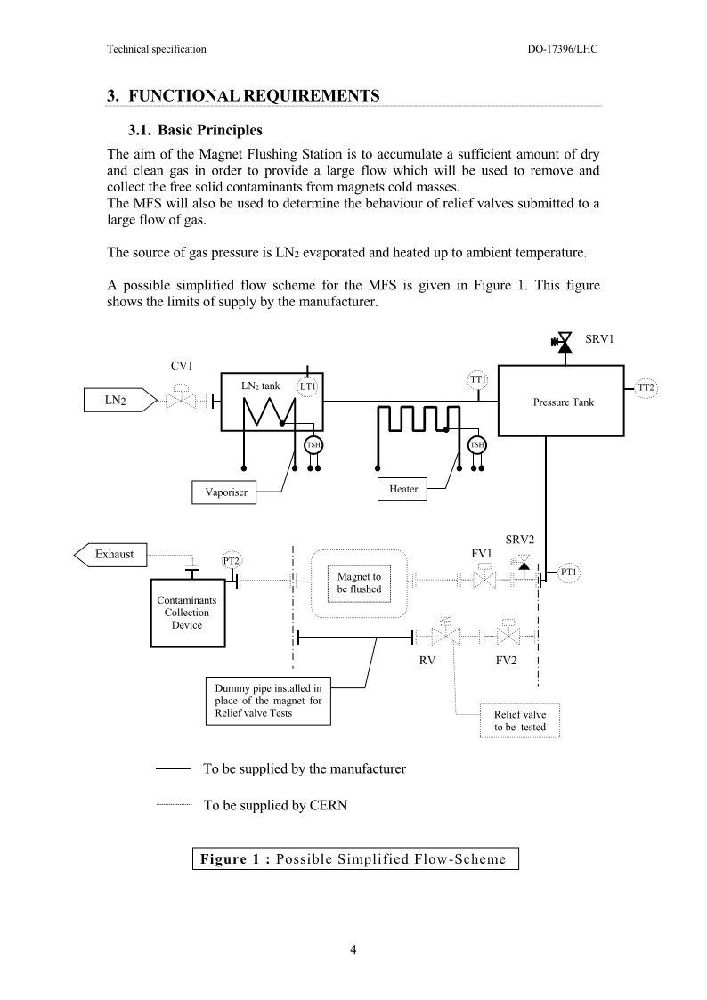 Technical specification DO-17396/LHC
3. FUNCTIONAL REQUIREMENTS
3.1. Basic Principles
The aim of the Magnet Flushing Station is to accumulate a sufficient amount of dry
and clean gas in order to provide a large flow which will be used to remove and
collect the free solid contaminants from magnets cold masses.
The MFS will also be used to determine the behaviour of relief valves submitted to a
large flow of gas.
The source of gas pressure is LN2 evaporated and heated up to ambient temperature.
A possible simplified flow scheme for the MFS is given in Figure 1. This figure
shows the limits of supply by the manufacturer.
SRV1
CV1
LN2 tank
LT1
TT1
TT2
LN2
Pressure Tank
TSH
TSH
Vaporiser
Heater
SRV2
Exhaust
PT2
FV1
PT1
Magnet to
be flushed
Contaminants
Collection
Device
RV
FV2
Dummy pipe installed in
place of the magnet for
Relief valve Tests
Relief valve
to be tested
To be supplied by the manufacturer
To be supplied by CERN
Figure 1 : Possible Simplified Flow-Scheme
4